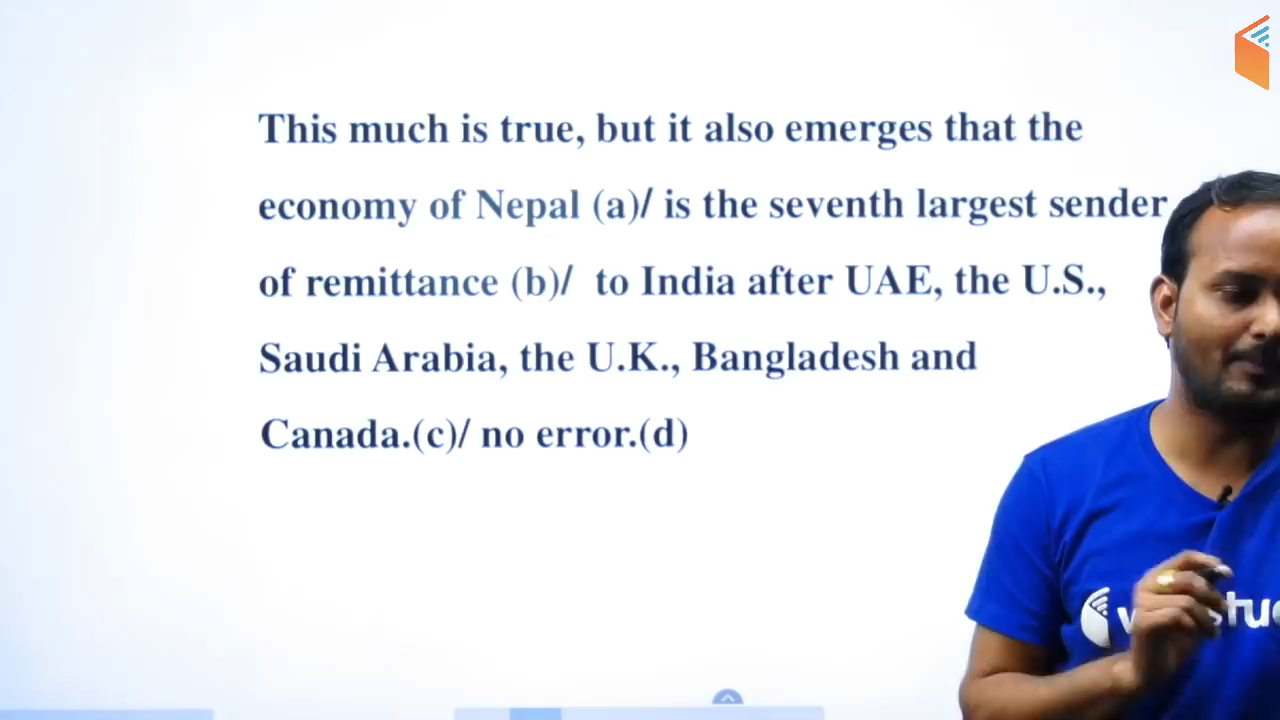 This much is true, but it also emerges that the
economy of Nepal (a)/ is the seventh largest sender
of remittance (b)/ to India after UAE, the U.S.,
Saudi Arabia, the U.K., Bangladesh and
Canada.(c)/ no error.(d)